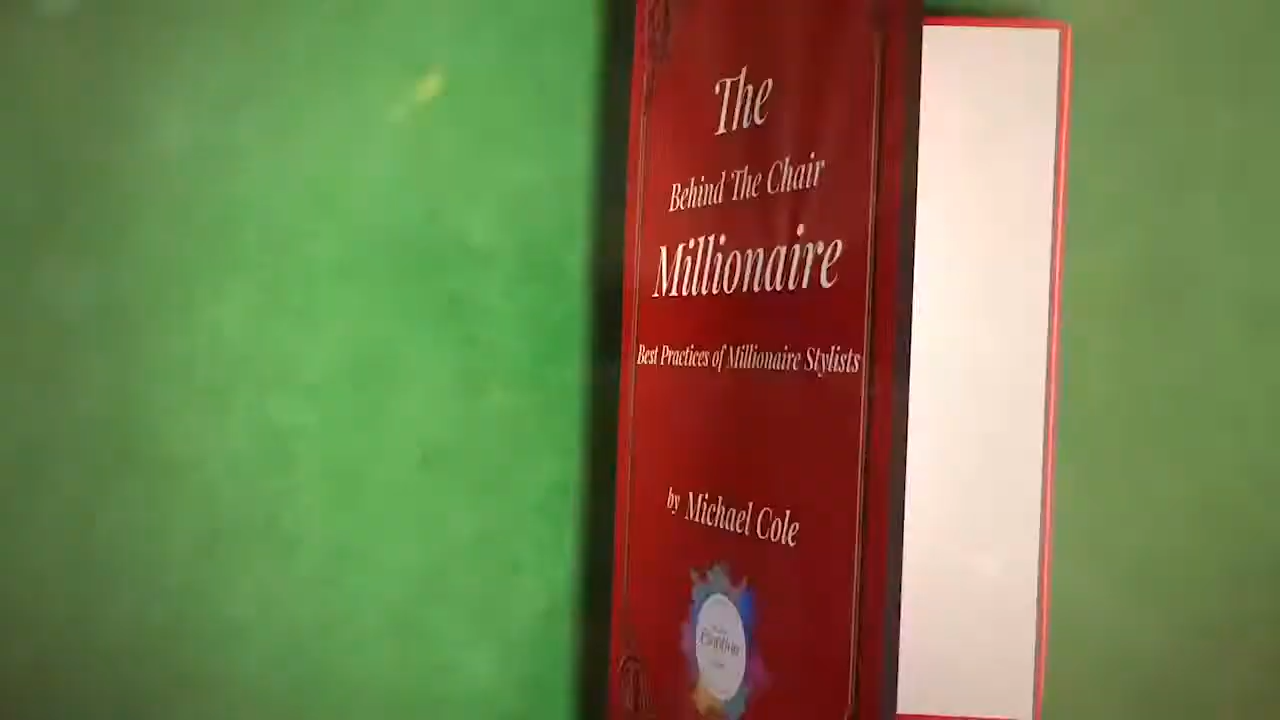 The
Behind The Chair
Millionaire
Best Practices of Millionaire Stylists
by Michael Cole